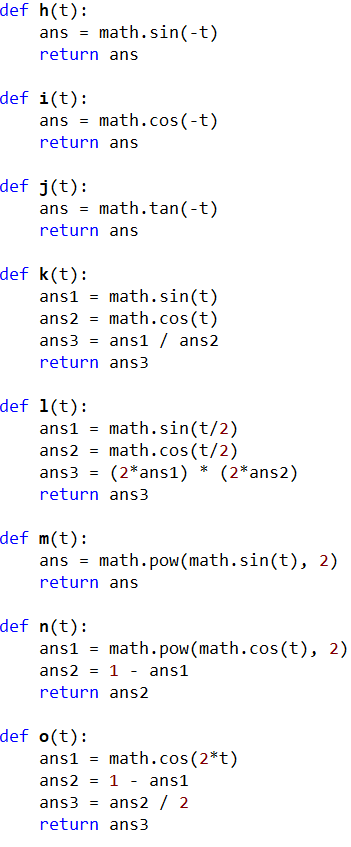 def h(t):
    ans = math.sin(-t)
    return ans
def i(t):
    ans = math.cos(-t)
    return ans
def j(t):
    ans = math.tan(-t)
    return ans
def k(t):
    ans1 = math.sin(t)
    ans2 = math.cos(t)
    ans3 = ans1 / ans2
    return ans3
def l(t):
    ans1 = math.sin(t/2)
    ans2 = math.cos(t/2)
    ans3 = (2*ans1) * (2*ans2)
    return ans3
def m(t):
    ans = math.pow(math.sin(t), 2)
    return ans
def n(t):
    ans1 = math.pow(math.cos(t), 2)
    ans2 = 1 - ans1
    return ans2
def o(t):
    ans1 = math.cos(2*t)
    ans2 = 1 - ans1
    ans3 = ans2 / 2
    return ans3